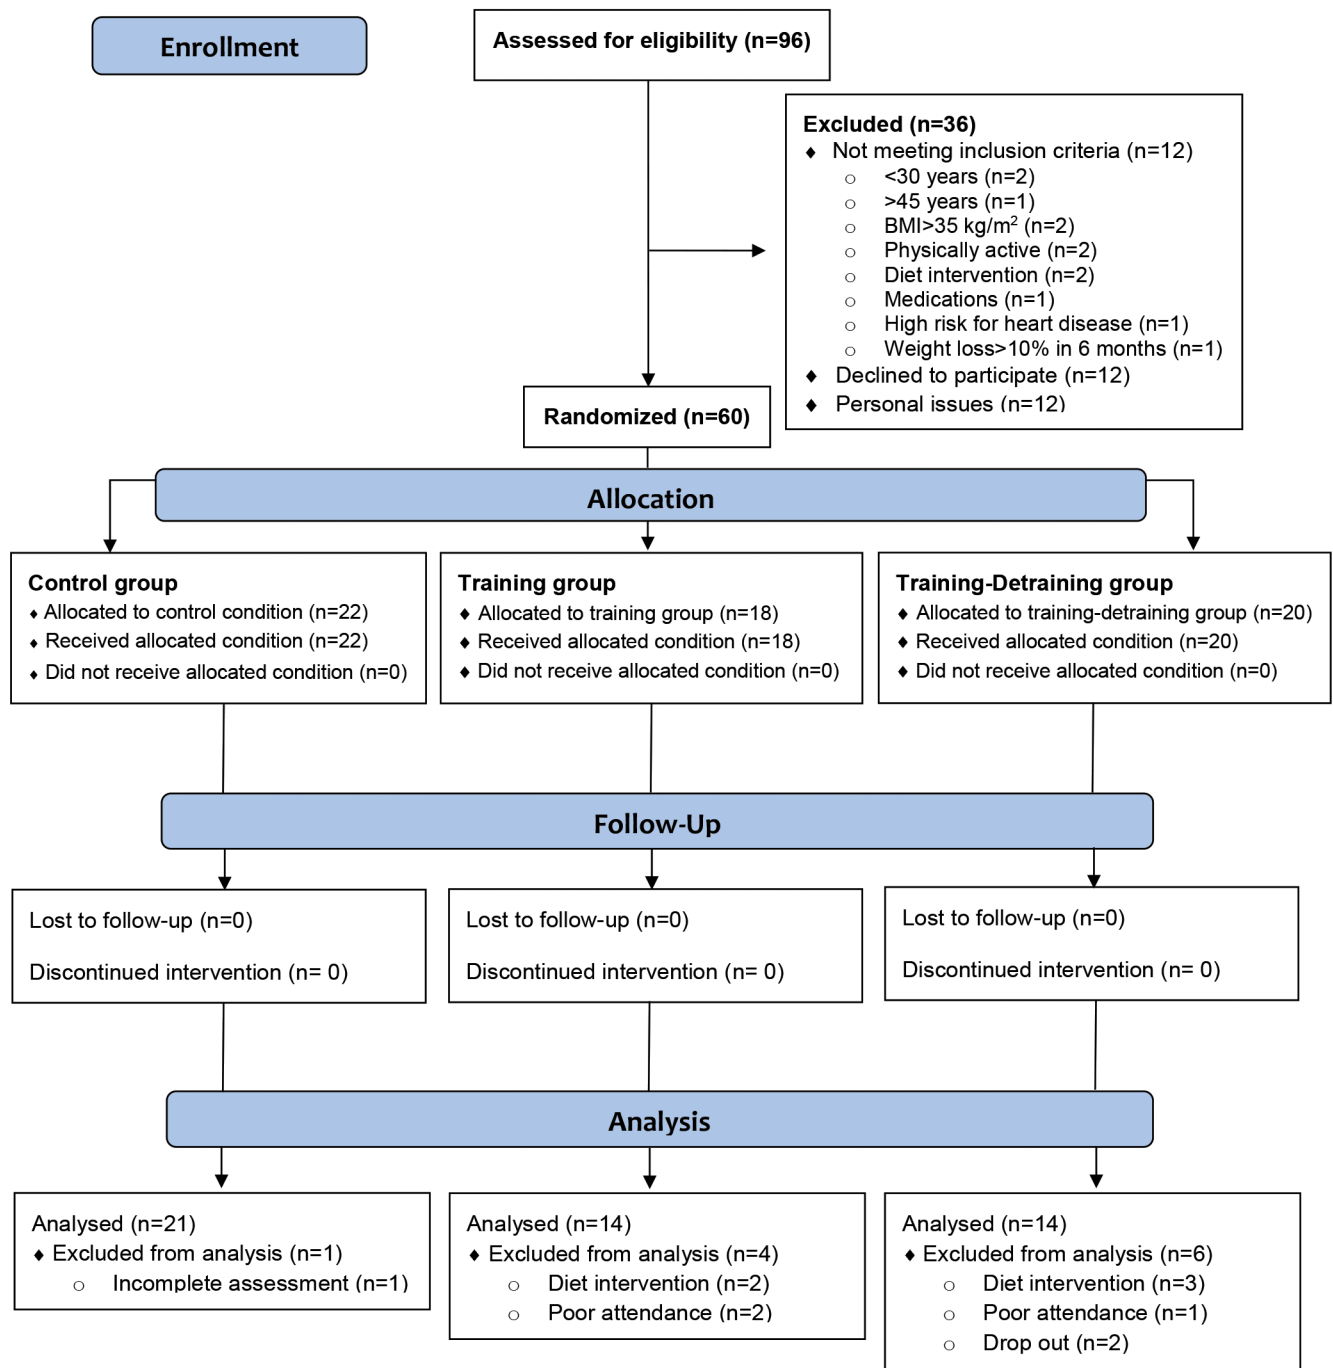 Enrollment
Assessed for eligibility (n=96)
Excluded (n=36)
♦ Not meeting inclusion criteria (n=12)
o <30 years (n=2)
o >45 years (n=1)
o BMI>35 kg/m² (n=2)
o Physically active (n=2)
o Diet intervention (n=2)
o Medications (n=1)
o High risk for heart disease (n=1)
o Weight loss>10% in 6 months (n=1)
♦ Declined to participate (n=12)
♦ Personal issues (n=12)
Randomized (n=60)
Allocation
Control group
♦ Allocated to control condition (n=22)
♦ Received allocated condition (n=22)
♦ Did not receive allocated condition (n=0)
Training group
♦ Allocated to training group (n=18)
♦ Received allocated condition (n=18)
♦ Did not receive allocated condition (n=0)
Training-Detraining group
♦ Allocated to training-detraining group (n=20)
♦ Received allocated condition (n=20)
♦ Did not receive allocated condition (n=0)
Follow-Up
Lost to follow-up (n=0)
Discontinued intervention (n= 0)
Lost to follow-up (n=0)
Discontinued intervention (n= 0)
Lost to follow-up (n=0)
Discontinued intervention (n= 0)
Analysis
Analysed (n=21)
♦ Excluded from analysis (n=1)
o Incomplete assessment (n=1)
Analysed (n=14)
♦ Excluded from analysis (n=4)
o Diet intervention (n=2)
o Poor attendance (n=2)
Analysed (n=14)
♦ Excluded from analysis (n=6)
o Diet intervention (n=3)
o Poor attendance (n=1)
o Drop out (n=2)